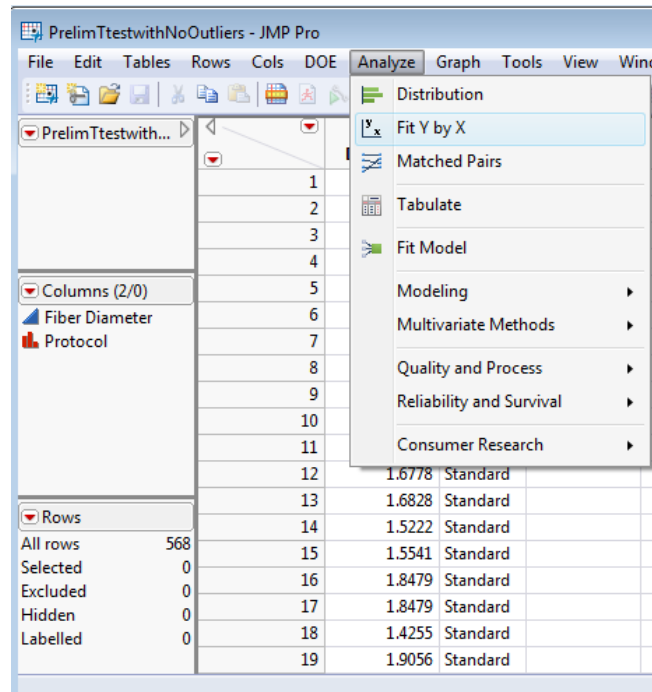 PrelimTtestwithNoOutliers - JMP Pro
File Edit Tables Rows Cols DOE Analyze Graph Tools View
Distribution
Fit Y by X
Matched Pairs
Tabulate
Fit Model
Modeling
Multivariate Methods
Quality and Process
Reliability and Survival
Consumer Research
PrelimTtestwith...
Columns (2/0)
Fiber Diameter
Protocol
Rows
All rows 568
Selected 0
Excluded 0
Hidden 0
Labelled 0
1
2
3
4
5
6
7
8
9
10
11
12 1.6778 Standard
13 1.6828 Standard
14 1.5222 Standard
15 1.5541 Standard
16 1.8479 Standard
17 1.8479 Standard
18 1.4255 Standard
19 1.9056 Standard